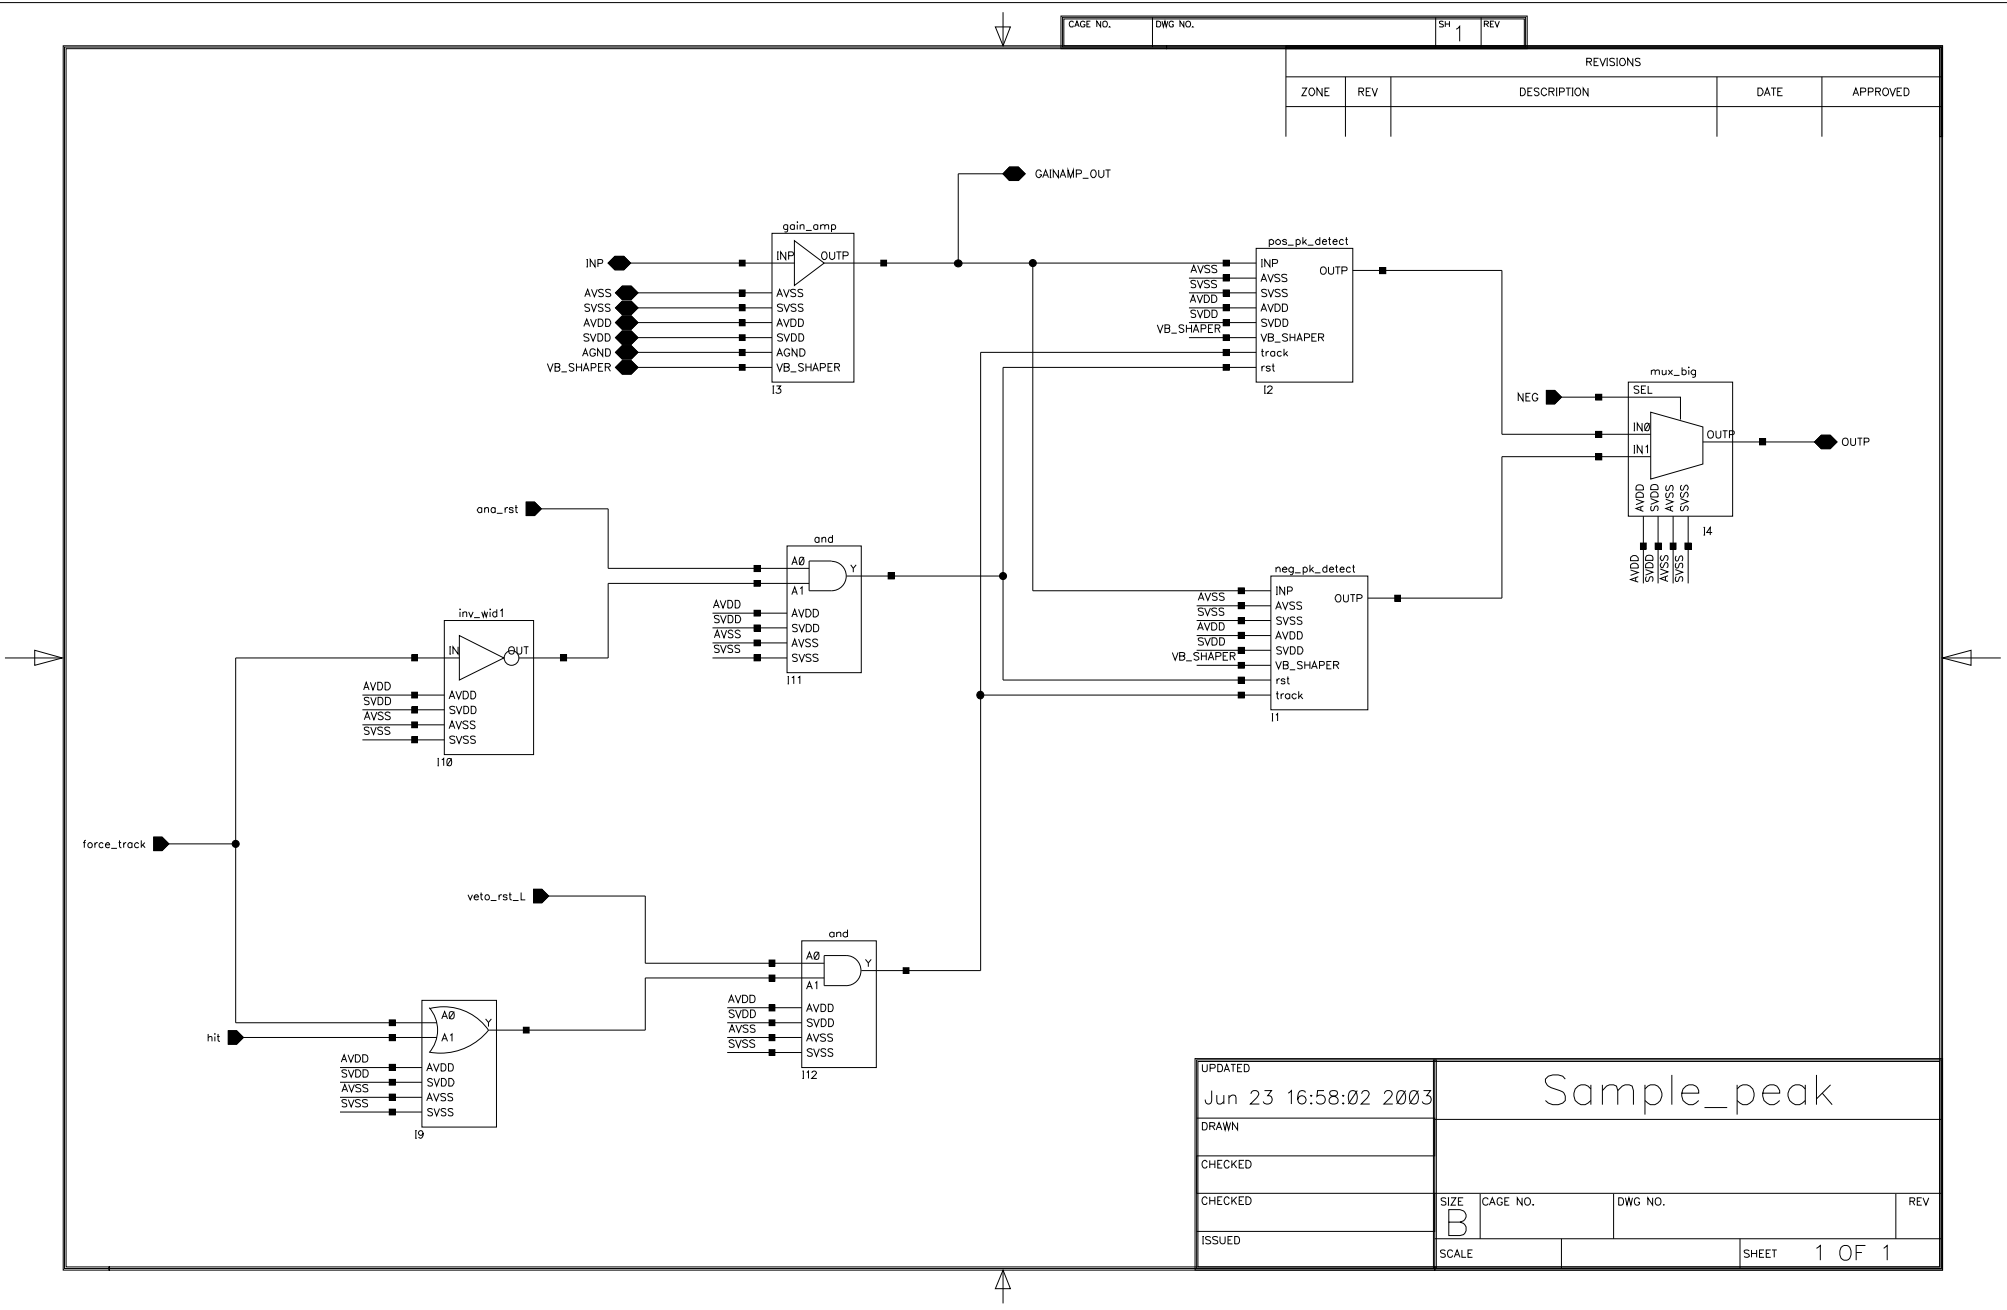 CAGE NO. DWG NO. SH 1 REV
REVISIONS
ZONE REV DESCRIPTION DATE APPROVED
GAINAMP_OUT
gain_amp
INP
INP OUTP
AVSS AVSS
SVSS SVSS
AVDD AVDD
SVDD SVDD
AGND AGND
VB_SHAPER VB_SHAPER
I3
pos_pk_detect
INP
OUTP
AVSS AVSS
SVSS SVSS
AVDD AVDD
SVDD SVDD
VB_SHAPER VB_SHAPER
track
rst
I2
mux_big
NEG
SEL
IN0
OUTP
OUTP
IN1
AVDD SVDD AVSS SVSS
I4
AVDD SVDD AVSS SVSS
ana_rst
and
A0
Y
A1
AVDD AVDD
SVDD SVDD
AVSS AVSS
SVSS SVSS
I11
neg_pk_detect
INP
OUTP
AVSS AVSS
SVSS SVSS
AVDD AVDD
SVDD SVDD
VB_SHAPER VB_SHAPER
rst
track
I1
inv_wid1
IN OUT
AVDD AVDD
SVDD SVDD
AVSS AVSS
SVSS SVSS
I10
force_track
veto_rst_L
and
A0
Y
A1
AVDD AVDD
SVDD SVDD
AVSS AVSS
SVSS SVSS
I12
hit
A0
Y
A1
AVDD AVDD
SVDD SVDD
AVSS AVSS
SVSS SVSS
I9
UPDATED
Jun 23 16:58:02 2003
Sample_peak
DRAWN
CHECKED
CHECKED
SIZE B CAGE NO. DWG NO. REV
ISSUED
SCALE SHEET 1 OF 1